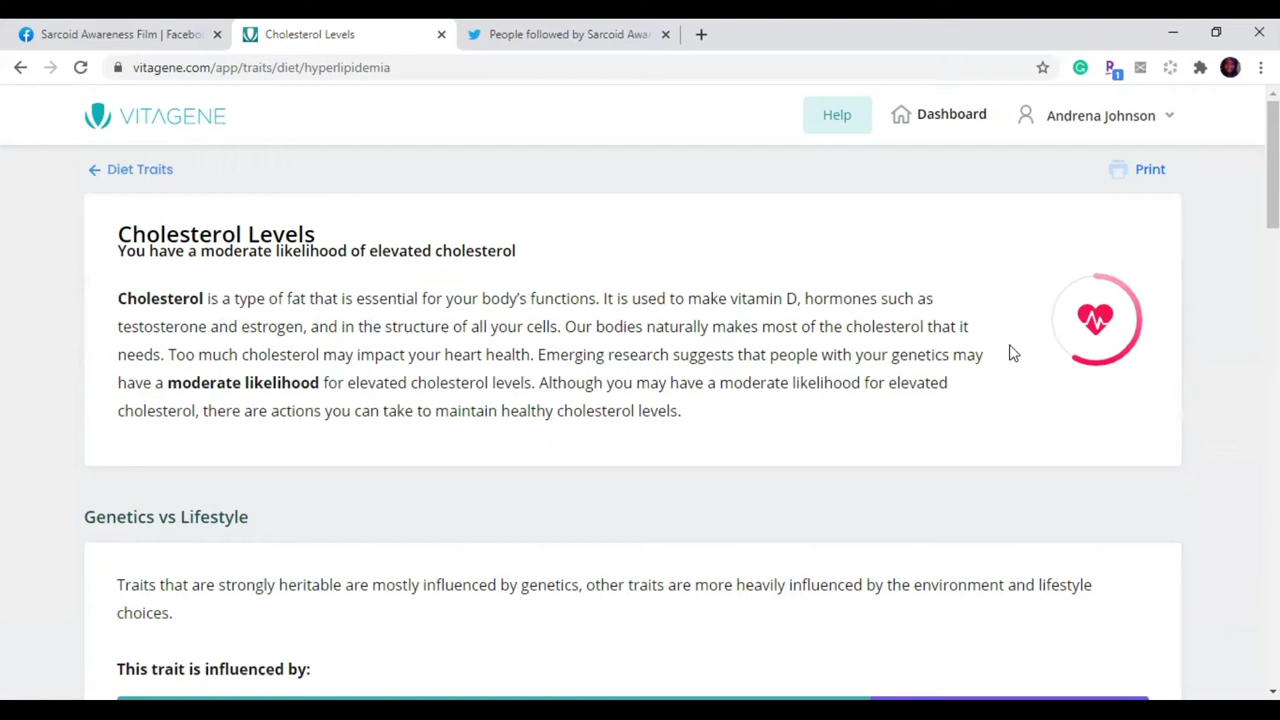 Sarcoid Awareness Film | Facebo
Cholesterol Levels
People followed by Sarcoid Awa
vitagene.com/app/traits/diet/hyperlipidemia
1
VITAGENE
Help
Dashboard
Andrena Johnson
Diet Traits
Print
Cholesterol Levels
You have a moderate likelihood of elevated cholesterol
Cholesterol is a type of fat that is essential for your body's functions. It is used to make vitamin D, hormones such as
testosterone and estrogen, and in the structure of all your cells. Our bodies naturally makes most of the cholesterol that it
needs. Too much cholesterol may impact your heart health. Emerging research suggests that people with your genetics may
have a moderate likelihood for elevated cholesterol levels. Although you may have a moderate likelihood for elevated
cholesterol, there are actions you can take to maintain healthy cholesterol levels.
Genetics vs Lifestyle
Traits that are strongly heritable are mostly influenced by genetics, other traits are more heavily influenced by the environment and lifestyle
choices.
This trait is influenced by: